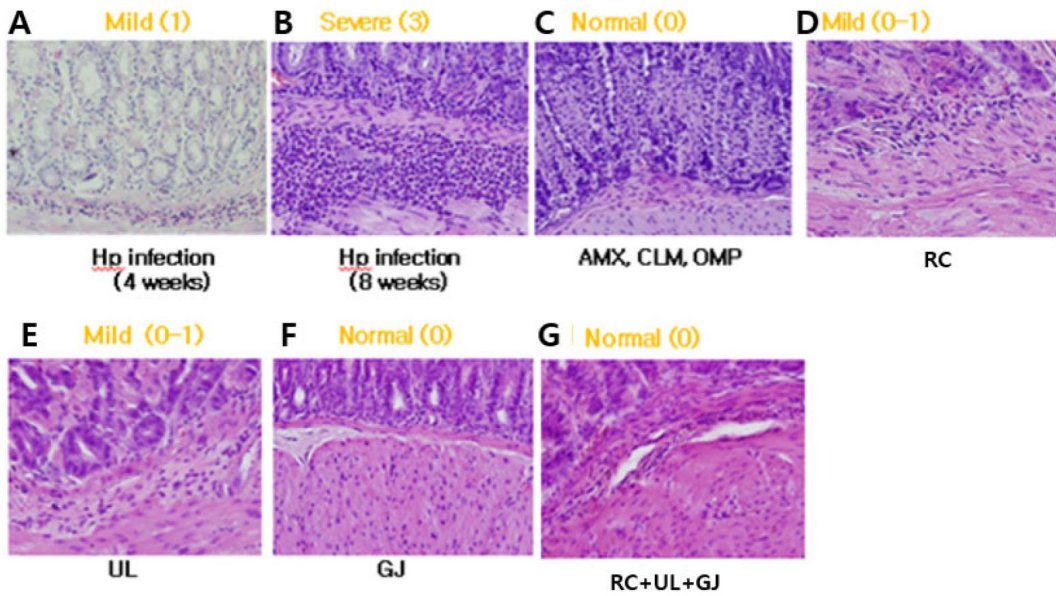 A Mild (1)
B Severe (3)
C Normal (0)
D Mild (0-1)
Hp infection
(4 weeks)
Hp infection
(8 weeks)
AMX, CLM, OMP
RC
E Mild (0-1)
F Normal (0)
G Normal (0)
UL
GJ
RC+UL+GJ